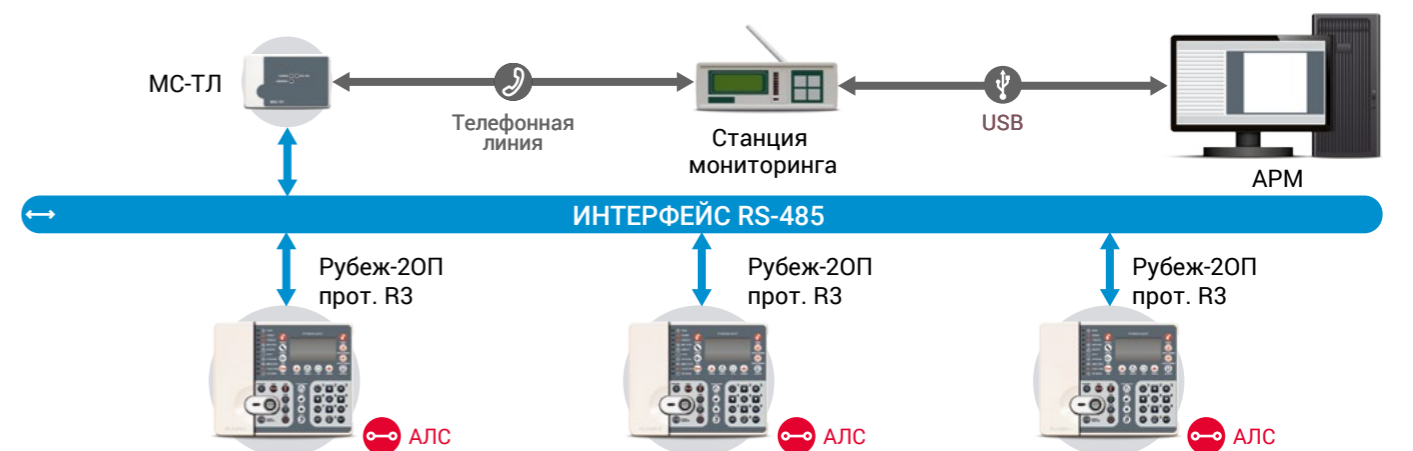 МС-ТЛ
Телефонная
линия
Станция
мониторинга
USB
АРМ
ИНТЕРФЕЙС RS-485
Рубеж-2ОП
прот. R3
Рубеж-2ОП
прот. R3
Рубеж-2ОП
прот. R3
АЛС
АЛС
АЛС